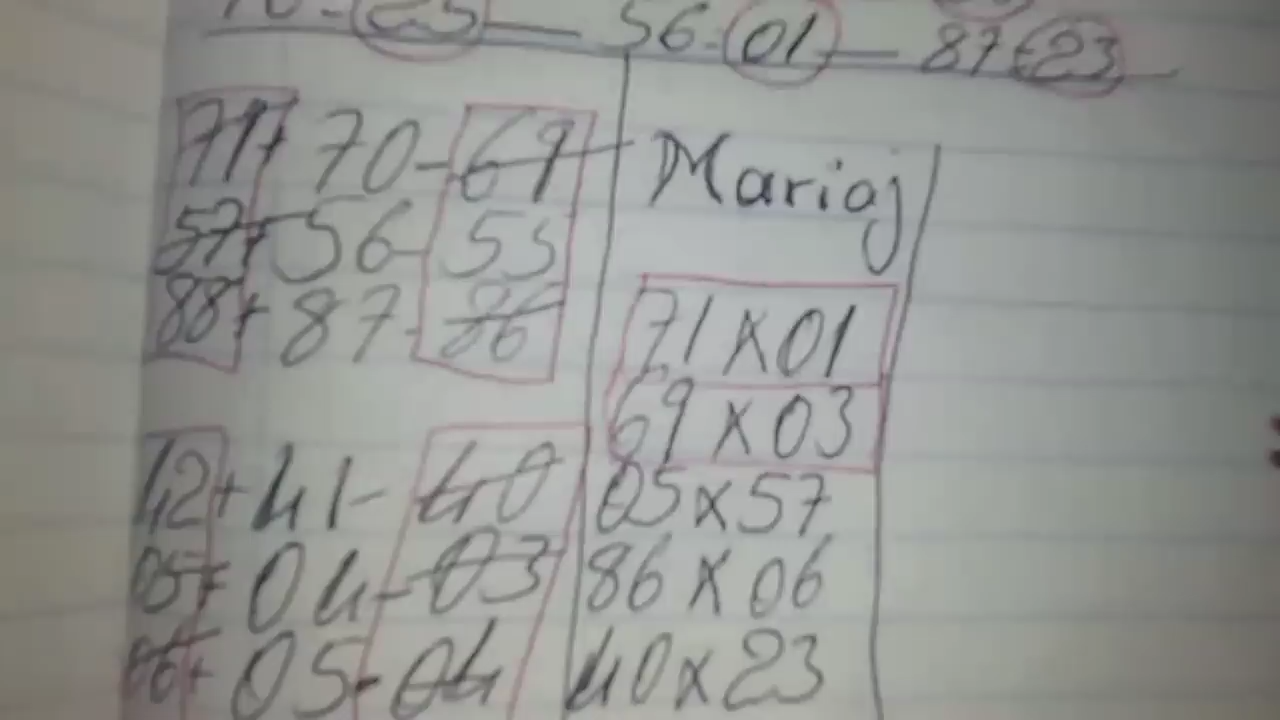 56-01 — 87-23
71+ 70-69
57+ 56-55
88+ 87-86
42+ 41-40
05+ 04-03
06+ 05-04
Mariaj
71X01
69X03
05X57
86X06
40X23